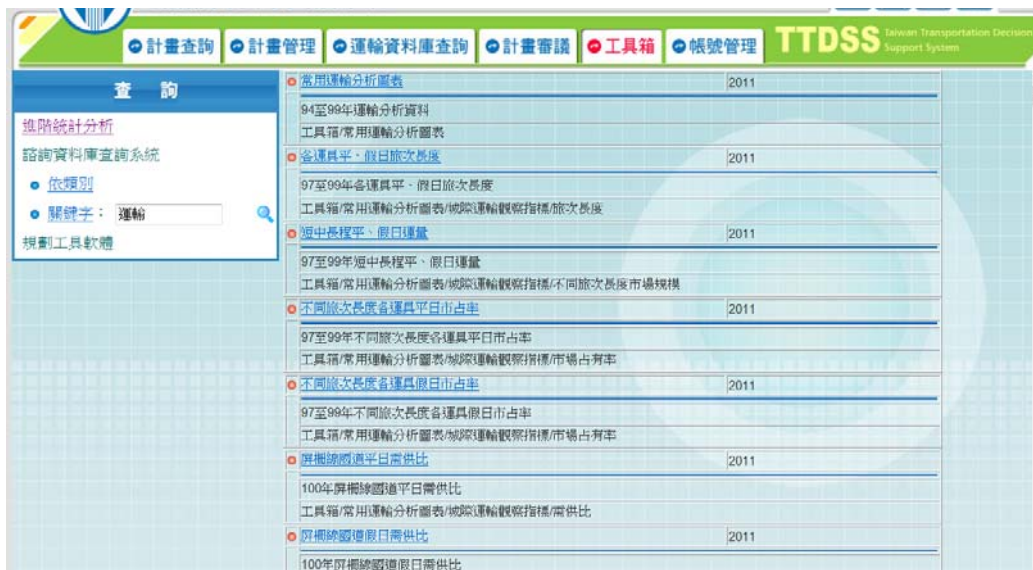 計畫查詢 計畫管理 運輸資料庫查詢 計畫審議 工具箱 帳號管理 TTDSS Taiwan Transportation Decision Support System
查 詢
進階統計分析
諮詢資料庫查詢系統
依類別
關鍵字： 運輸
規劃工具軟體
常用運輸分析圖表 2011
94至99年運輸分析資料
工具箱/常用運輸分析圖表
各運具平、假日旅次長度 2011
97至99年各運具平、假日旅次長度
工具箱/常用運輸分析圖表/城際運輸觀察指標/旅次長度
短中長程平、假日運量 2011
97至99年短中長程平、假日運量
工具箱/常用運輸分析圖表/城際運輸觀察指標/不同旅次長度市場規模
不同旅次長度各運具平日市占率 2011
97至99年不同旅次長度各運具平日市占率
工具箱/常用運輸分析圖表/城際運輸觀察指標/市場占有率
不同旅次長度各運具假日市占率 2011
97至99年不同旅次長度各運具假日市占率
工具箱/常用運輸分析圖表/城際運輸觀察指標/市場占有率
屏柵線國道平日需供比 2011
100年屏柵線國道平日需供比
工具箱/常用運輸分析圖表/城際運輸觀察指標/需供比
屏柵線國道假日需供比 2011
100年屏柵線國道假日需供比